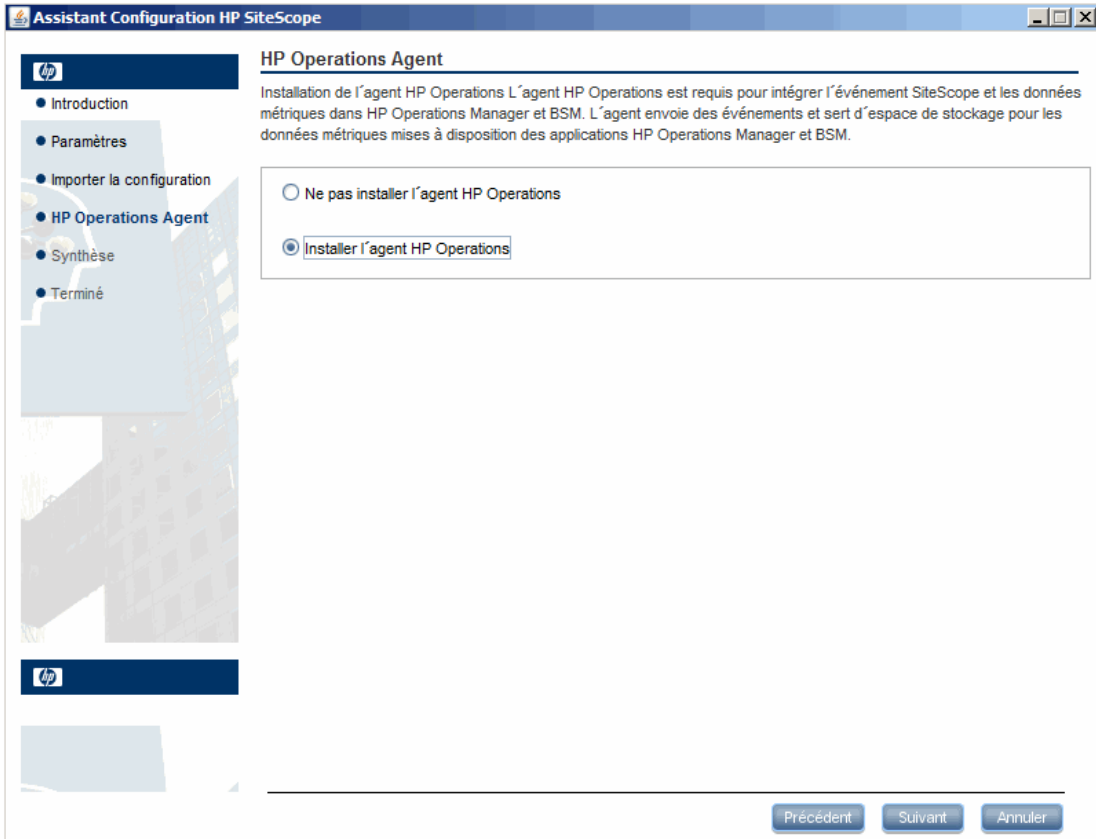 Assistant Configuration HP SiteScope
hp
Introduction
Paramètres
Importer la configuration
HP Operations Agent
Synthèse
Terminé
hp
HP Operations Agent
Installation de l´agent HP Operations L´agent HP Operations est requis pour intégrer l´événement SiteScope et les données
métriques dans HP Operations Manager et BSM. L´agent envoie des événements et sert d´espace de stockage pour les
données métriques mises à disposition des applications HP Operations Manager et BSM.
Ne pas installer l´agent HP Operations
Installer l´agent HP Operations
Précédent
Suivant
Annuler